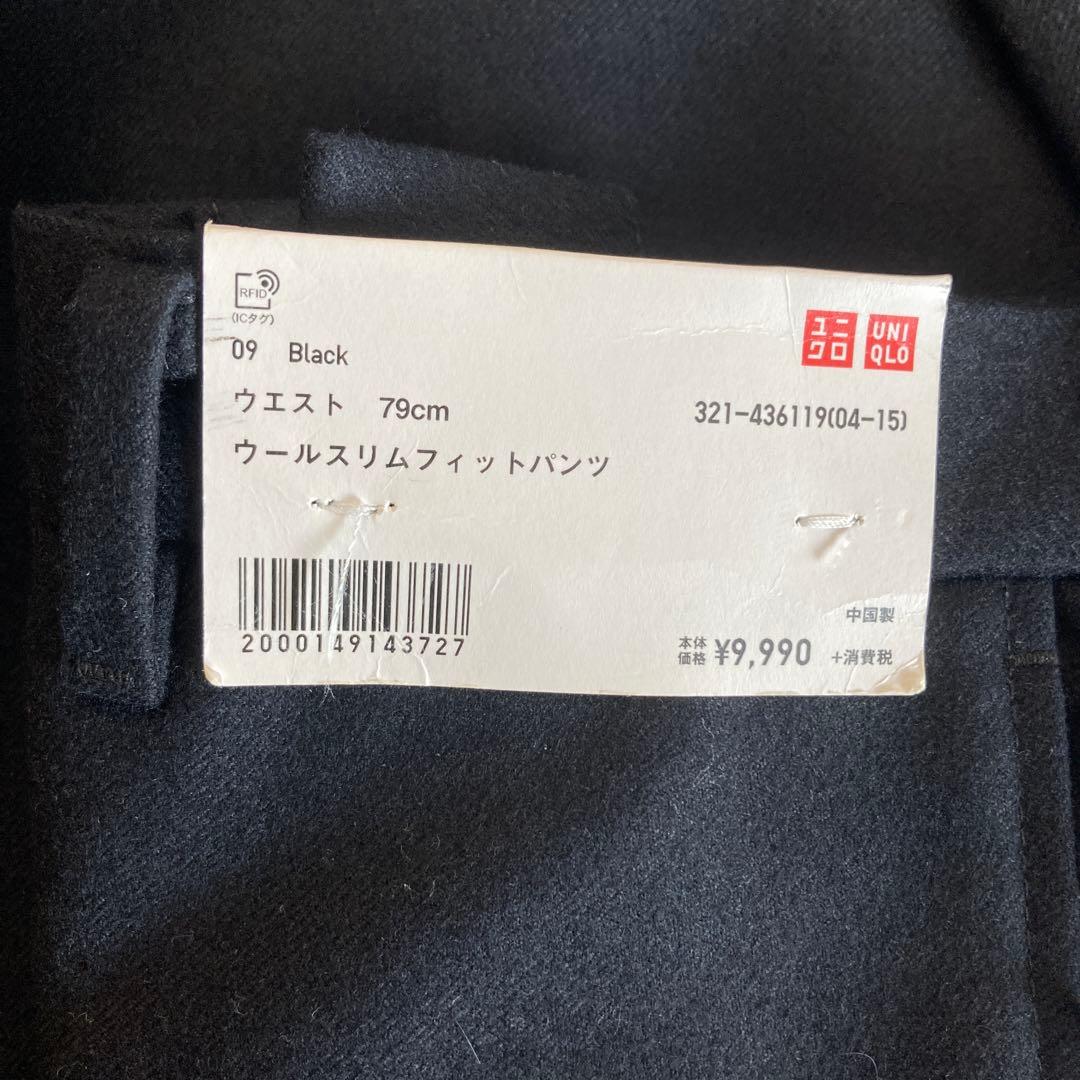 RFID
(ICタグ)
09 Black
ユニ
クロ
UNI
QLO
ウエスト 79cm
321-436119(04-15)
ウールスリムフィットパンツ
中国製
2000149143727
本体
価格 ¥9,990 +消費税